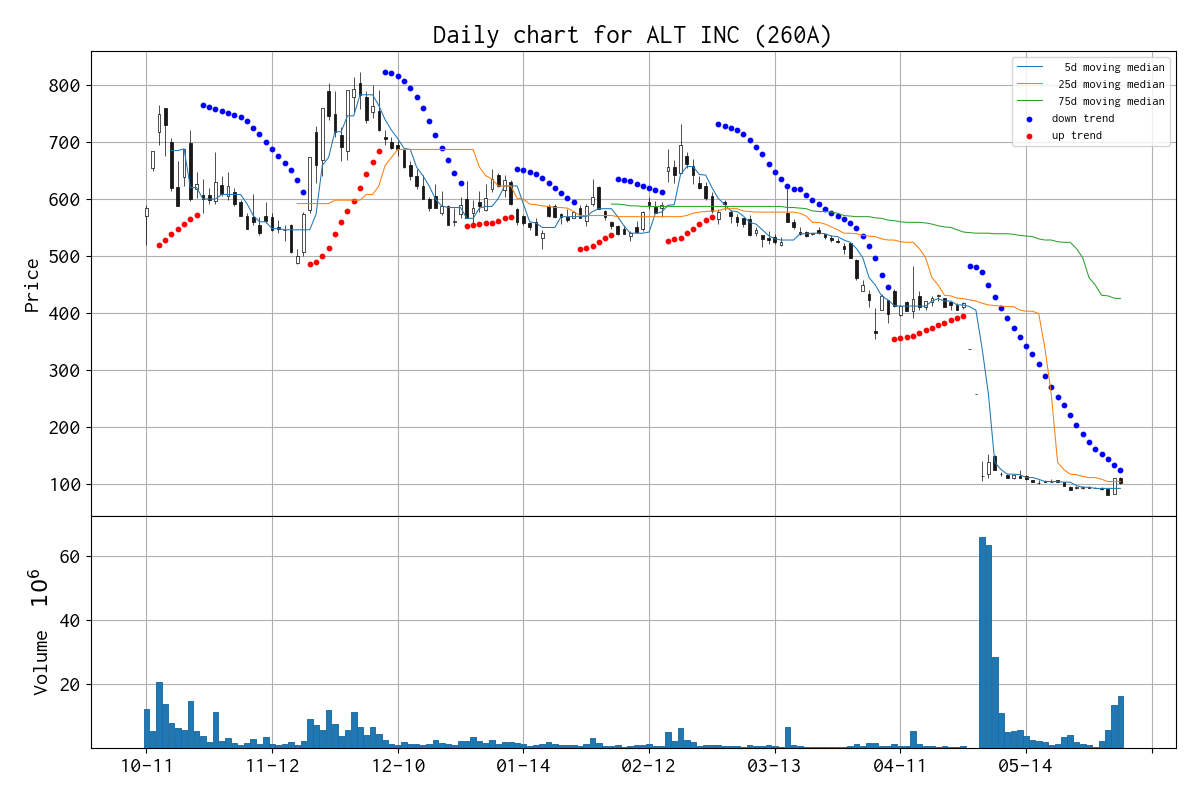 Daily chart for ALT INC (260A)
5d moving median
25d moving median
75d moving median
down trend
up trend
800
700
600
500
400
300
200
100
Price
60
40
20
Volume 10⁶
10-11 11-12 12-10 01-14 02-12 03-13 04-11 05-14